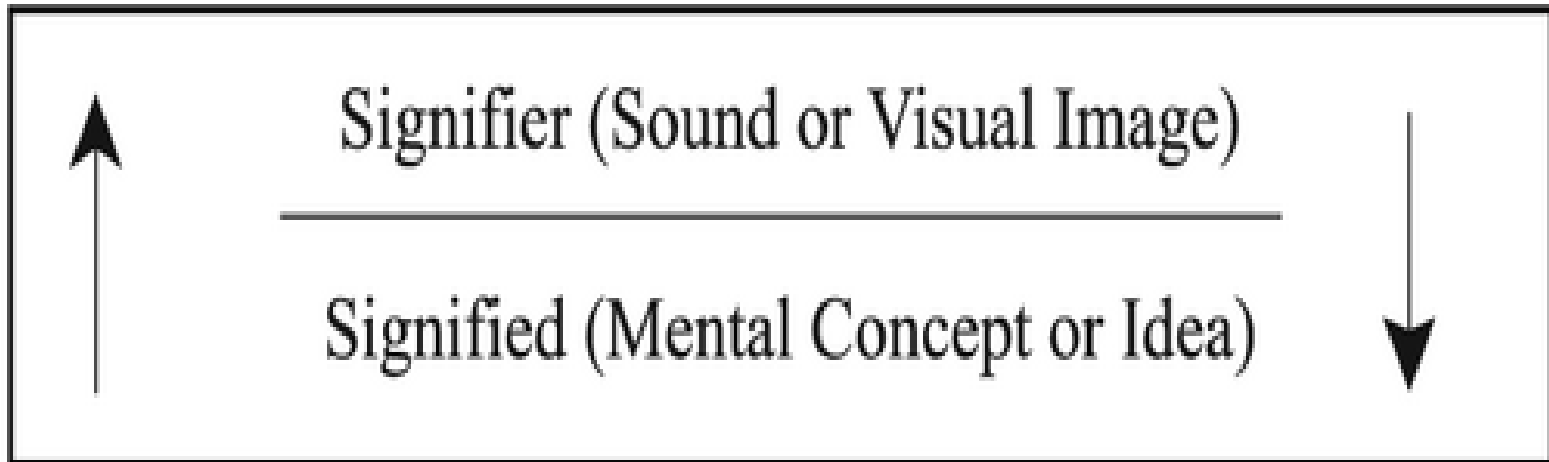 Signifier (Sound or Visual Image)
Signified (Mental Concept or Idea)